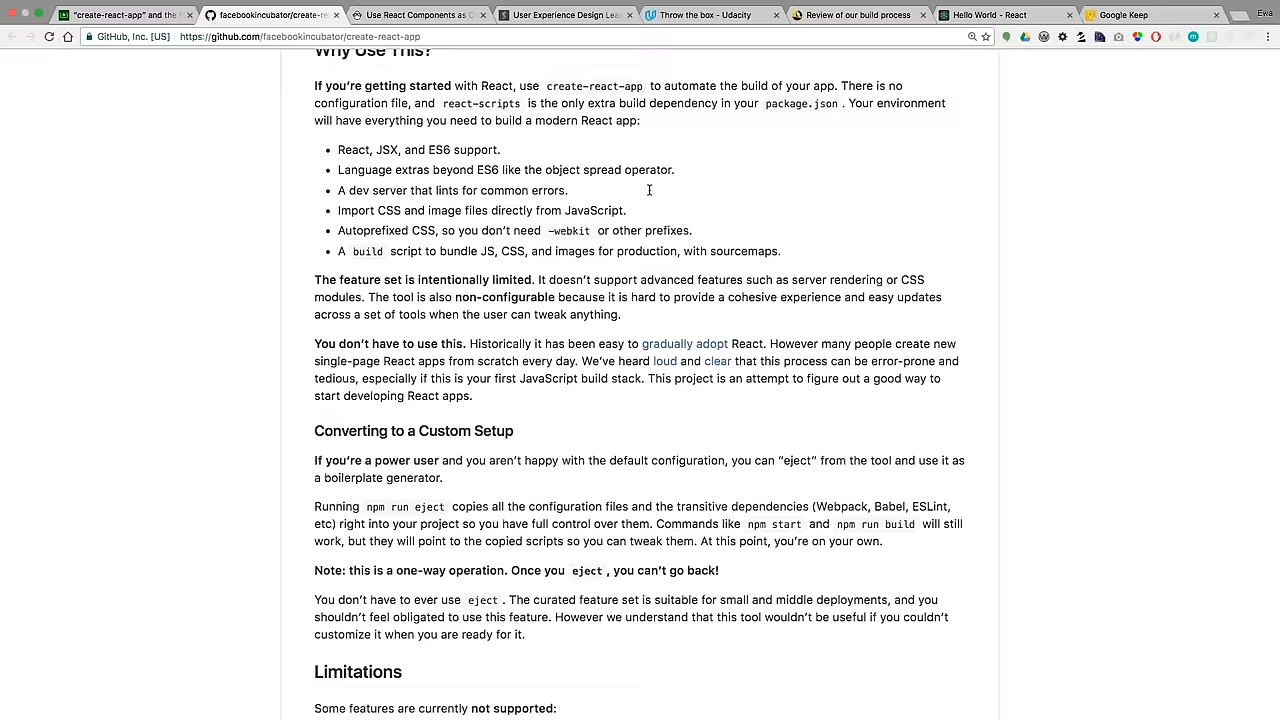 "create-react-app" and the
facebookincubator/create-re
Use React Components as C
User Experience Design Lea
Throw the box - Udacity
Review of our build process
Hello World - React
Google Keep
Ewa
GitHub, Inc. [US] https://github.com/facebookincubator/create-react-app
Why Use This?
If you're getting started with React, use create-react-app to automate the build of your app. There is no
configuration file, and react-scripts is the only extra build dependency in your package.json . Your environment
will have everything you need to build a modern React app:
• React, JSX, and ES6 support.
• Language extras beyond ES6 like the object spread operator.
• A dev server that lints for common errors.
• Import CSS and image files directly from JavaScript.
• Autoprefixed CSS, so you don't need -webkit or other prefixes.
• A build script to bundle JS, CSS, and images for production, with sourcemaps.
The feature set is intentionally limited. It doesn't support advanced features such as server rendering or CSS
modules. The tool is also non-configurable because it is hard to provide a cohesive experience and easy updates
across a set of tools when the user can tweak anything.
You don't have to use this. Historically it has been easy to gradually adopt React. However many people create new
single-page React apps from scratch every day. We've heard loud and clear that this process can be error-prone and
tedious, especially if this is your first JavaScript build stack. This project is an attempt to figure out a good way to
start developing React apps.
Converting to a Custom Setup
If you're a power user and you aren't happy with the default configuration, you can "eject" from the tool and use it as
a boilerplate generator.
Running npm run eject copies all the configuration files and the transitive dependencies (Webpack, Babel, ESLint,
etc) right into your project so you have full control over them. Commands like npm start and npm run build will still
work, but they will point to the copied scripts so you can tweak them. At this point, you're on your own.
Note: this is a one-way operation. Once you eject , you can't go back!
You don't have to ever use eject . The curated feature set is suitable for small and middle deployments, and you
shouldn't feel obligated to use this feature. However we understand that this tool wouldn't be useful if you couldn't
customize it when you are ready for it.
Limitations
Some features are currently not supported: